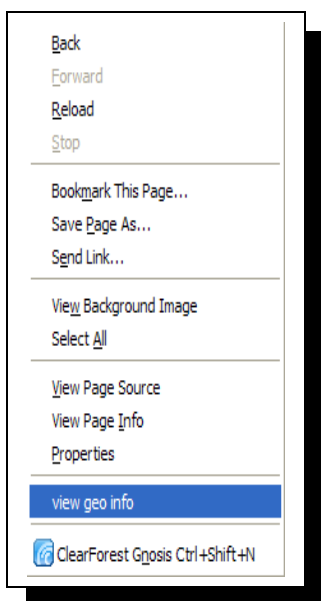 Back
Forward
Reload
Stop
Bookmark This Page...
Save Page As...
Send Link...
View Background Image
Select All
View Page Source
View Page Info
Properties
view geo info
ClearForest Gnosis Ctrl+Shift+N